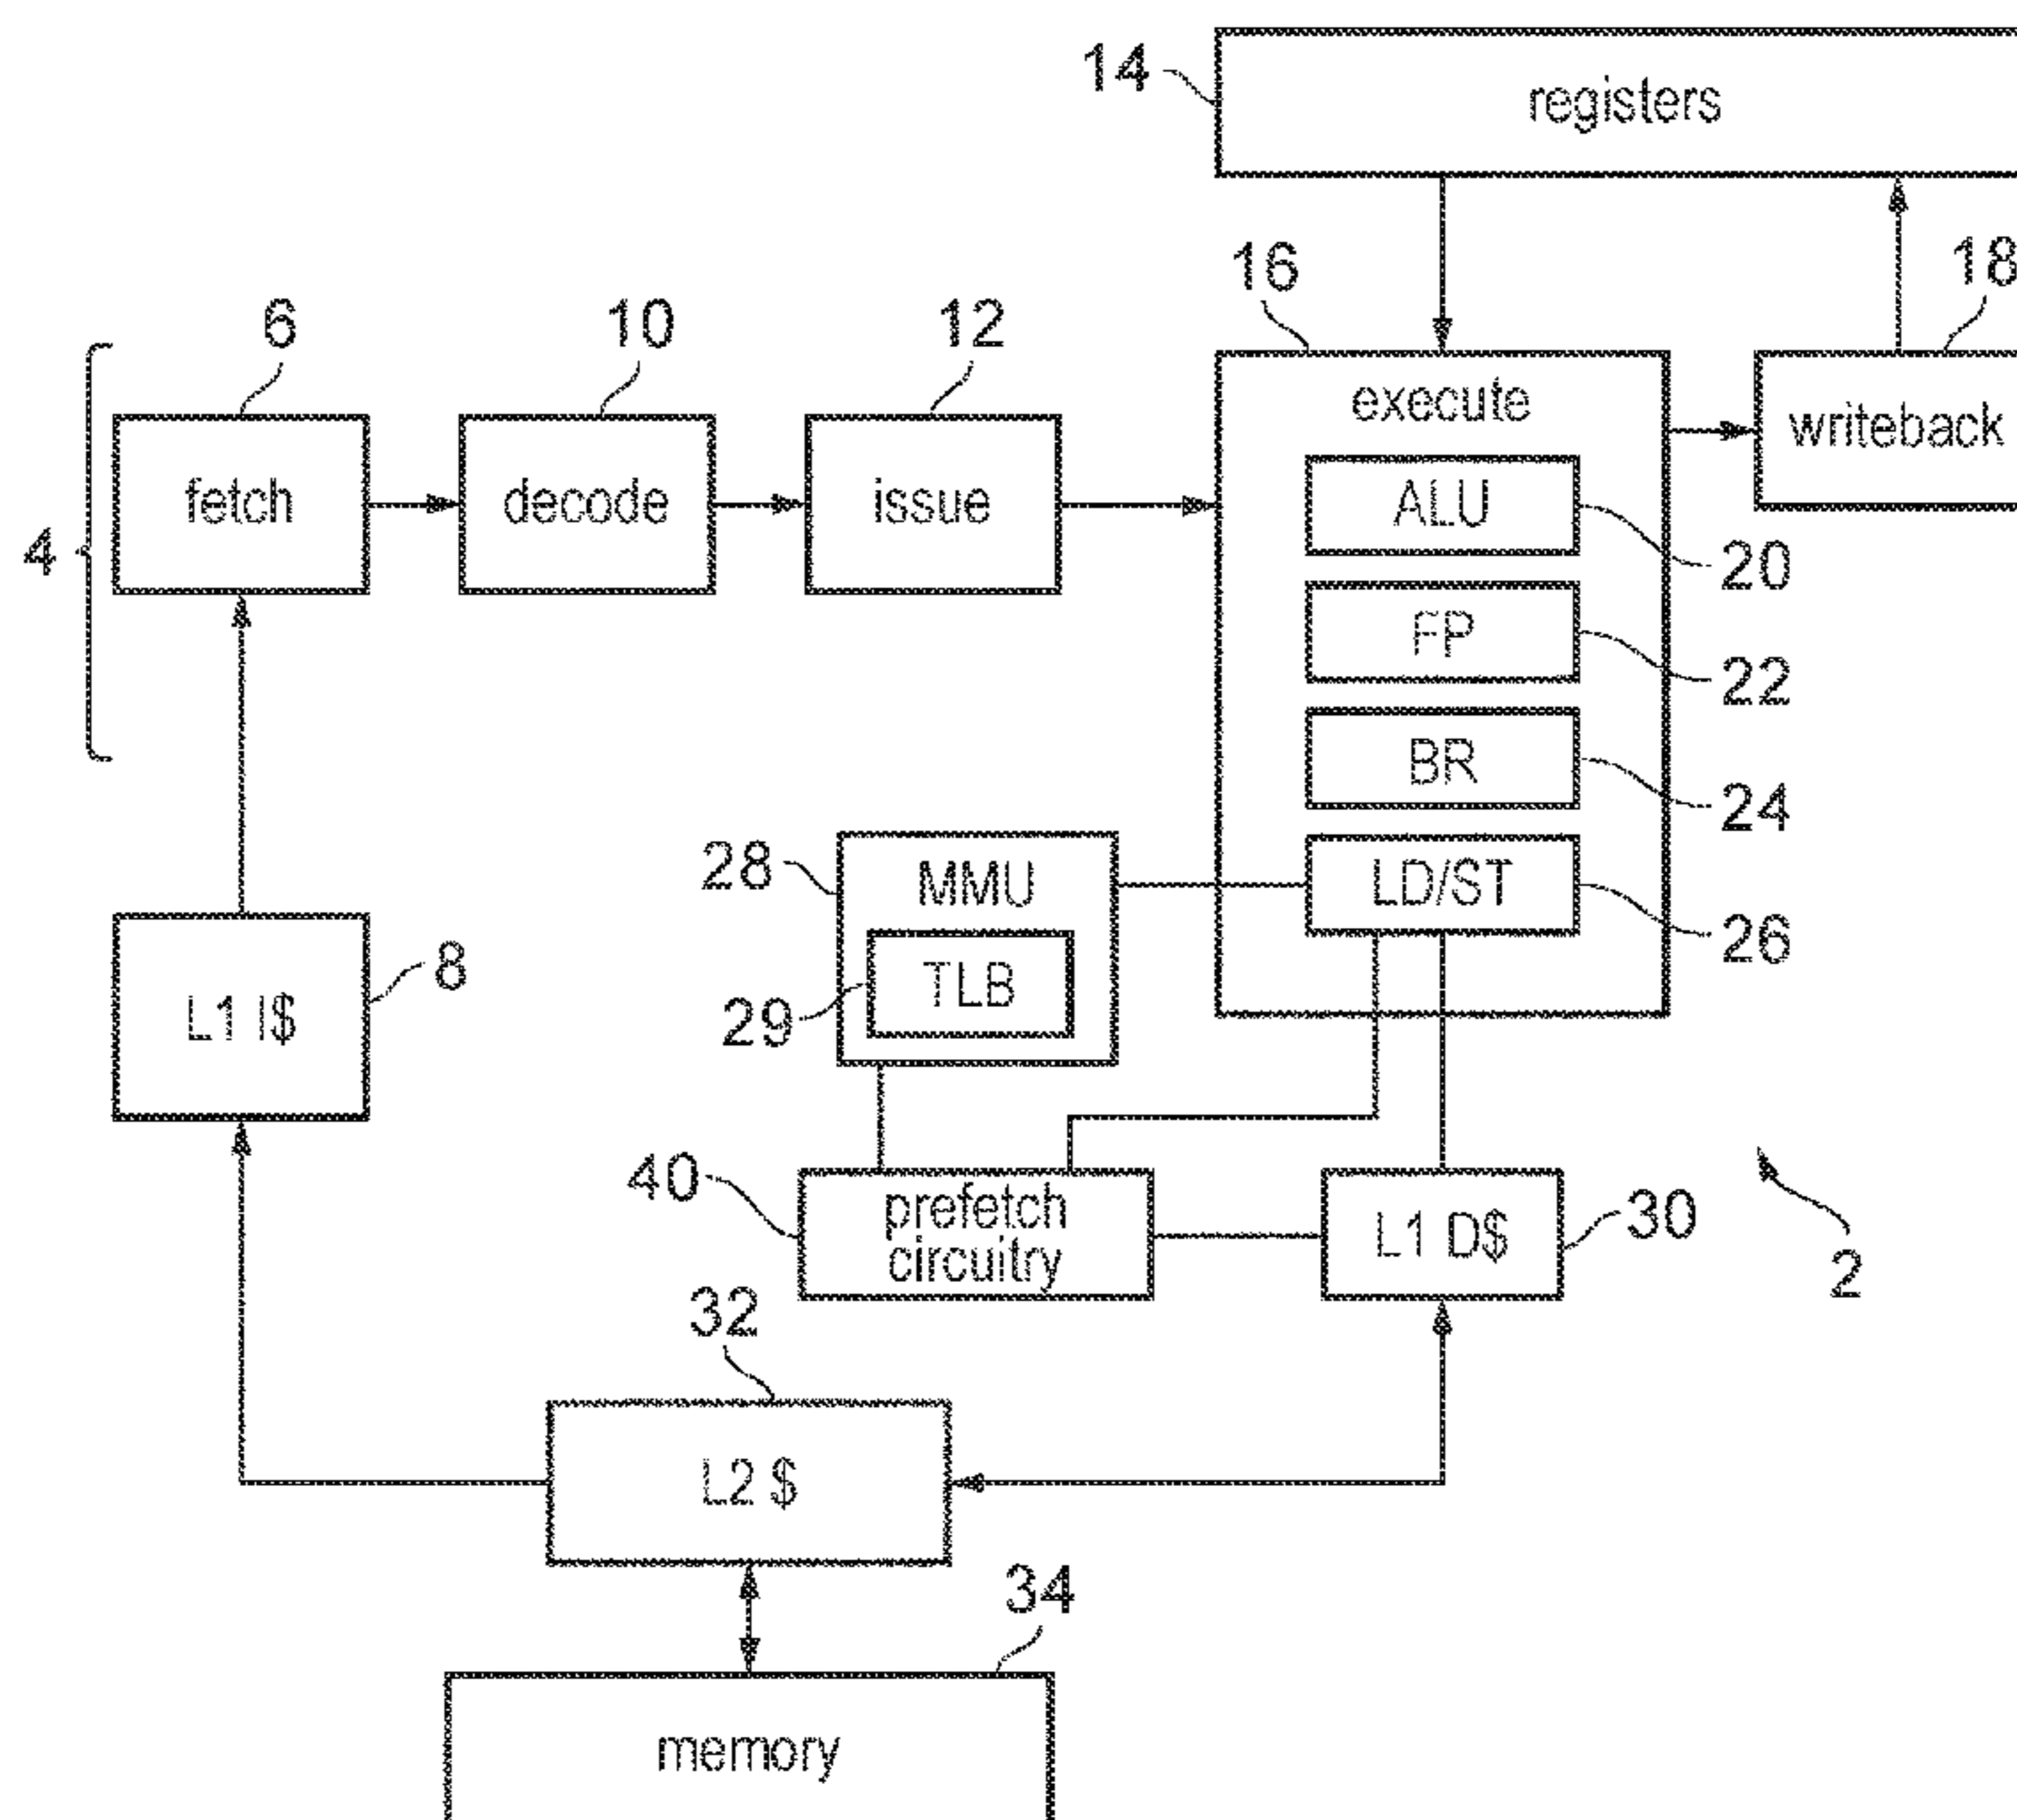 14
registers
16
18
6
10
12
execute
writeback
4
fetch
decode
issue
ALU
20
FP
22
BR
24
28
MMU
LD/ST
26
8
TLB
29
L1 I$
40
prefetch
circuitry
L1 D$
30
2
32
L2 $
34
memory